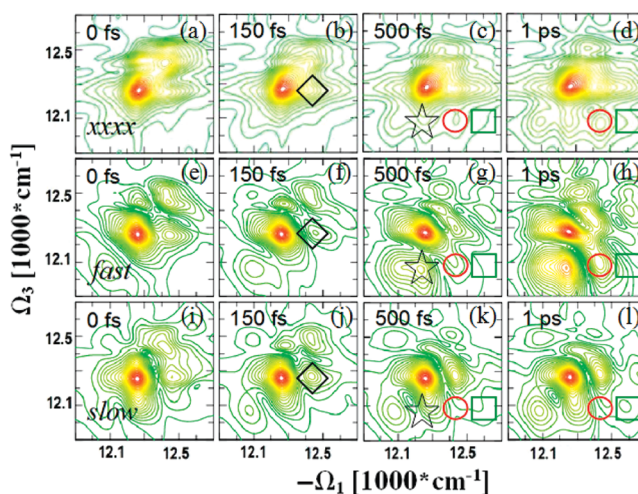 0 fs (a) 150 fs (b) 500 fs (c) 1 ps (d)
12.5
12.1
xxxx
0 fs (e) 150 fs (f) 500 fs (g) 1 ps (h)
12.5
12.1
fast
0 fs (i) 150 fs (j) 500 fs (k) 1 ps (l)
12.5
12.1
slow
Ω3 [1000*cm⁻¹]
12.1 12.5 12.1 12.5 12.1 12.5 12.1 12.5
−Ω1 [1000*cm⁻¹]